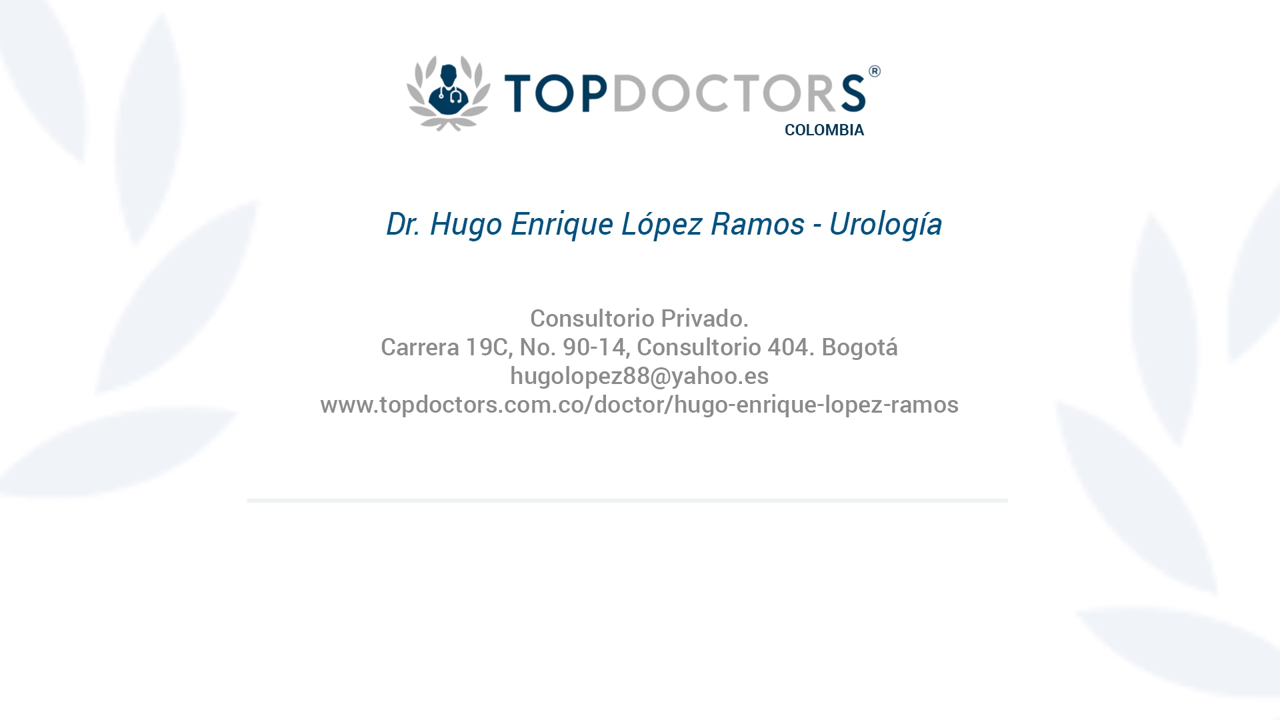 TOPDOCTORS®
COLOMBIA
Dr. Hugo Enrique López Ramos - Urología
Consultorio Privado.
Carrera 19C, No. 90-14, Consultorio 404. Bogotá
hugolopez88@yahoo.es
www.topdoctors.com.co/doctor/hugo-enrique-lopez-ramos